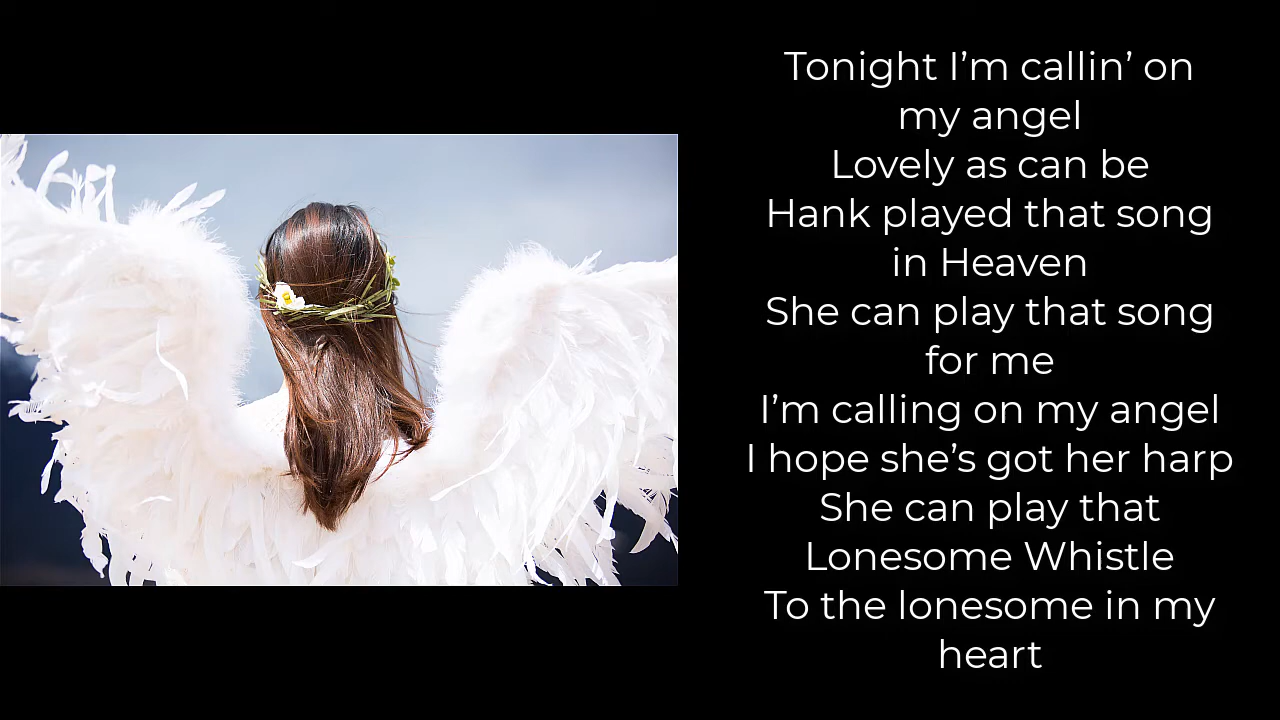 Tonight I’m callin’ on
my angel
Lovely as can be
Hank played that song
in Heaven
She can play that song
for me
I’m calling on my angel
I hope she’s got her harp
She can play that
Lonesome Whistle
To the lonesome in my
heart